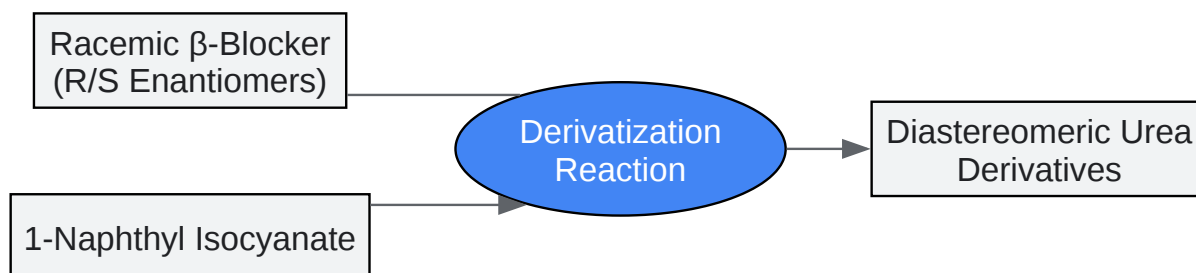 Racemic β-Blocker
(R/S Enantiomers)
Derivatization
Reaction
Diastereomeric Urea
Derivatives
1-Naphthyl Isocyanate